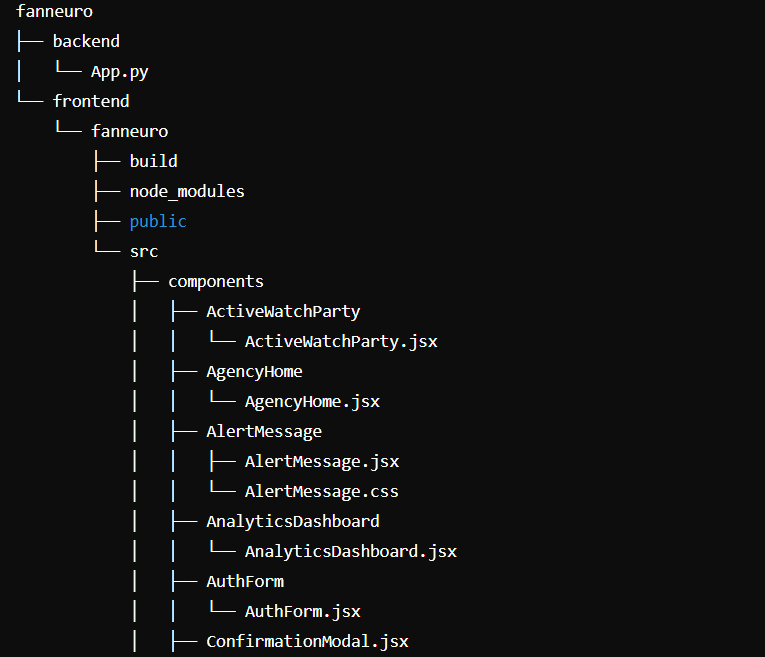 fanneuro
├── backend
│   └── App.py
└── frontend
    └── fanneuro
        ├── build
        ├── node_modules
        ├── public
        └── src
            ├── components
            │   ├── ActiveWatchParty
            │   │   └── ActiveWatchParty.jsx
            │   ├── AgencyHome
            │   │   └── AgencyHome.jsx
            │   ├── AlertMessage
            │   │   ├── AlertMessage.jsx
            │   │   └── AlertMessage.css
            │   ├── AnalyticsDashboard
            │   │   └── AnalyticsDashboard.jsx
            │   ├── AuthForm
            │   │   └── AuthForm.jsx
            │   ├── ConfirmationModal.jsx